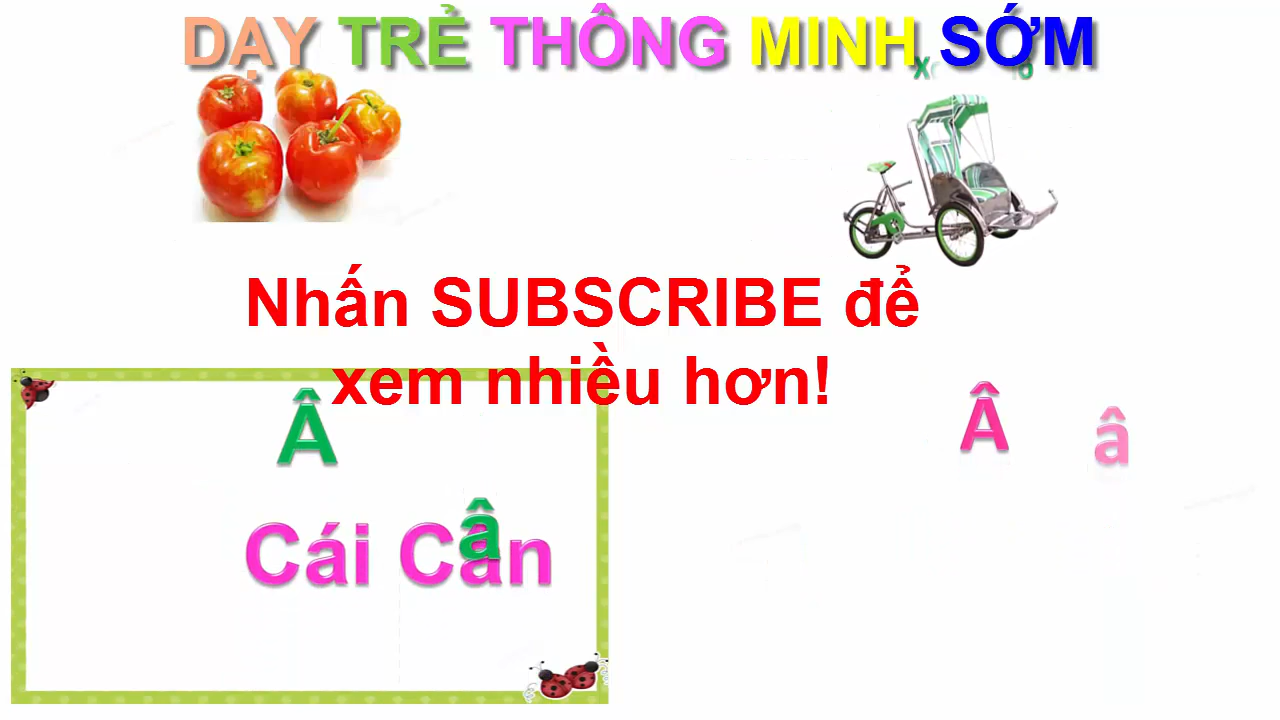 DẠY TRẺ THÔNG MINH SỚM
Nhấn SUBSCRIBE để
xem nhiều hơn!
Â
Â â
â
Cái Cân